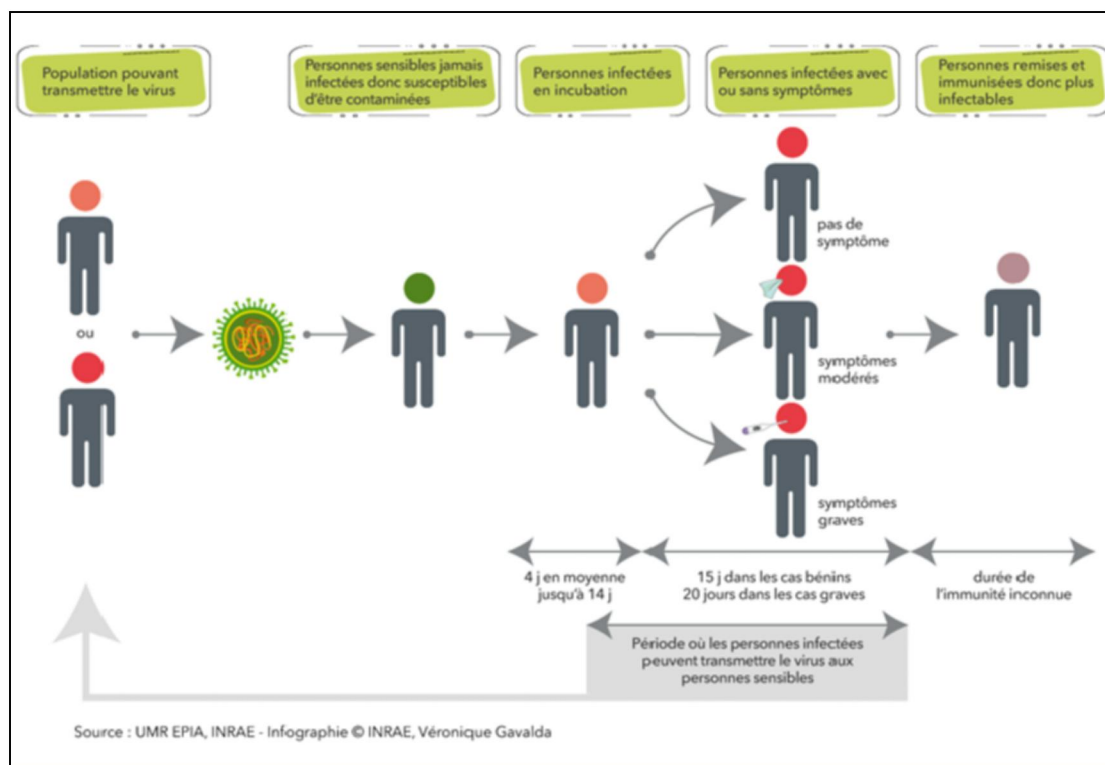 Population pouvant
transmettre le virus
Personnes sensibles jamais
infectées donc susceptibles
d'être contaminées
Personnes infectées
en incubation
Personnes infectées avec
ou sans symptômes
Personnes remises et
immunisées donc plus
infectables
ou
pas de
symptôme
symptômes
modérés
symptômes
graves
4 j en moyenne
jusqu'à 14 j
15 j dans les cas bénins
20 jours dans les cas graves
durée de
l'immunité inconnue
Période où les personnes infectées
peuvent transmettre le virus aux
personnes sensibles
Source : UMR EPIA, INRAE - Infographie © INRAE, Véronique Gavalda